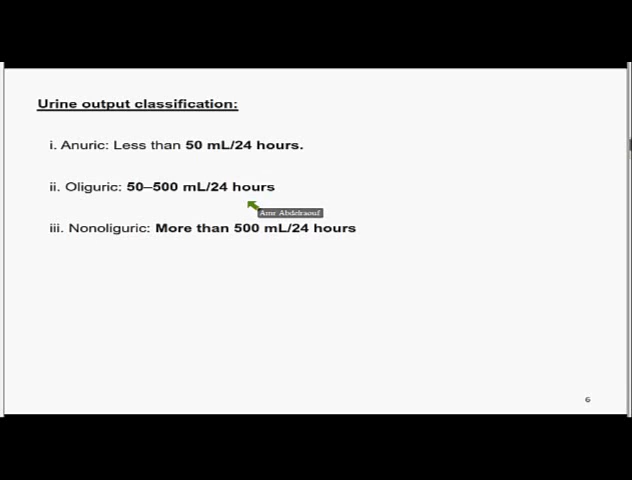 Urine output classification:
i. Anuric: Less than 50 mL/24 hours.
ii. Oliguric: 50–500 mL/24 hours
Amr Abdelraouf
iii. Nonoliguric: More than 500 mL/24 hours
6